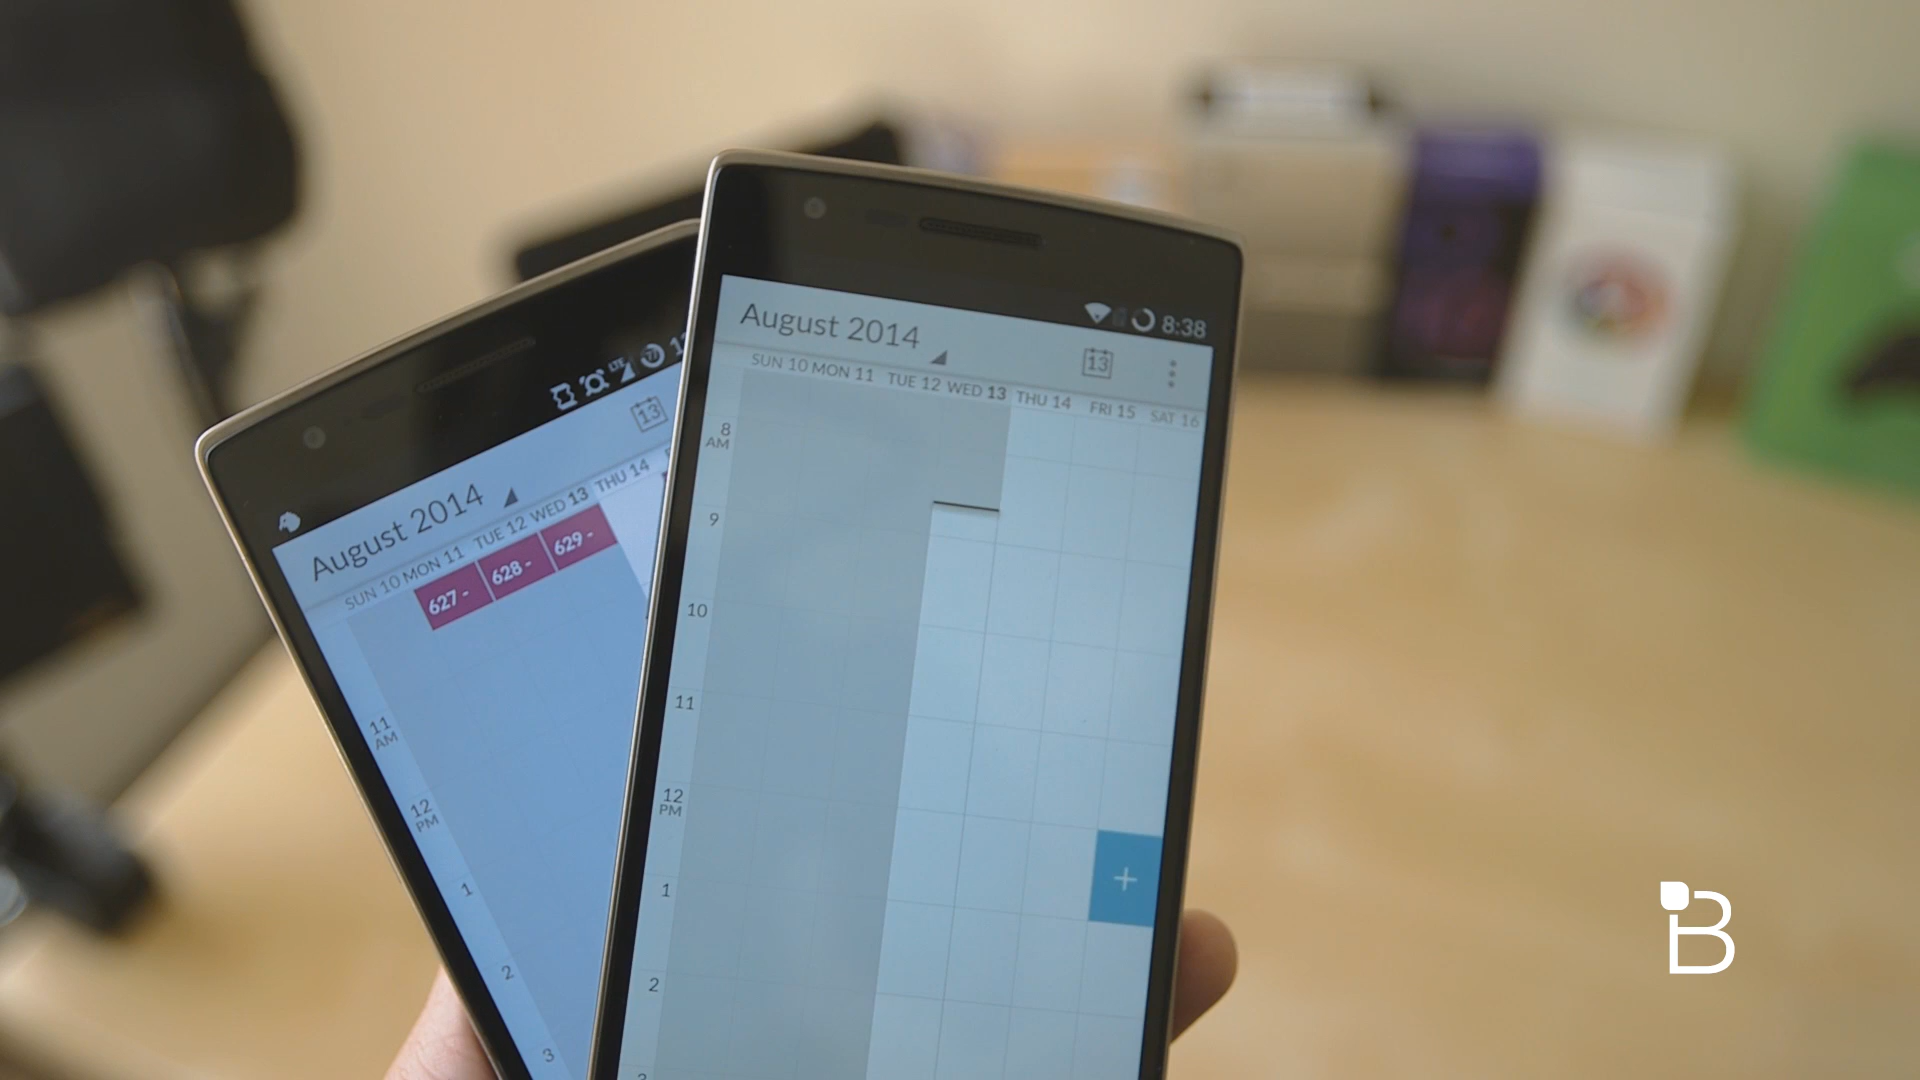 8:38
August 2014
13
SUN 10 MON 11 TUE 12 WED 13 THU 14 FRI 15 SAT 16
8
AM
9
10
11
12
PM
1
+
2
LTE
13
August 2014
SUN 10 MON 11 TUE 12 WED 13 THU 14
627 - 628 - 629 -
11
AM
12
PM
1
2
3
B